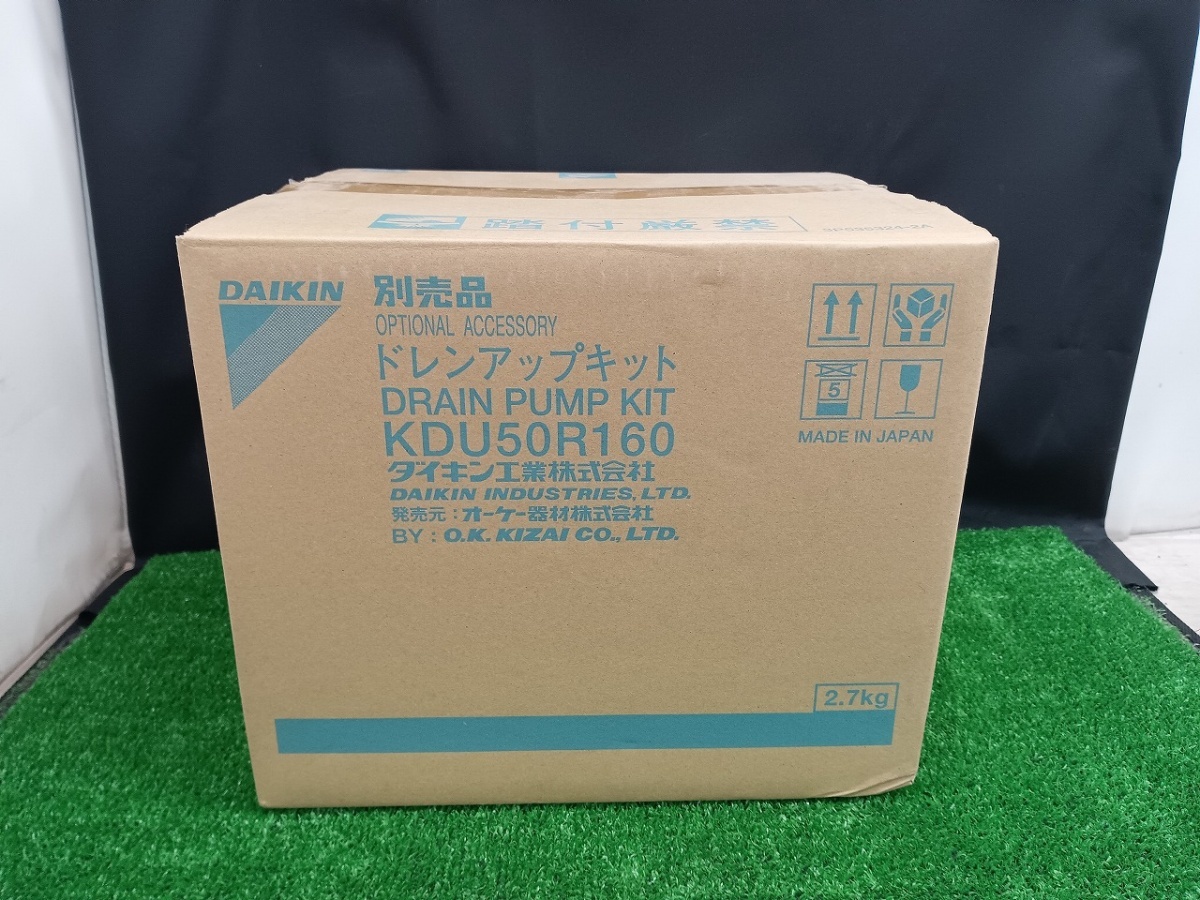 踏付厳禁
DAIKIN
別売品
OPTIONAL ACCESSORY
ドレンアップキット
DRAIN PUMP KIT
KDU50R160
ダイキン工業株式会社
DAIKIN INDUSTRIES, LTD.
発売元：オーケー器材株式会社
BY : O.K. KIZAI CO., LTD.
5
MADE IN JAPAN
2.7kg